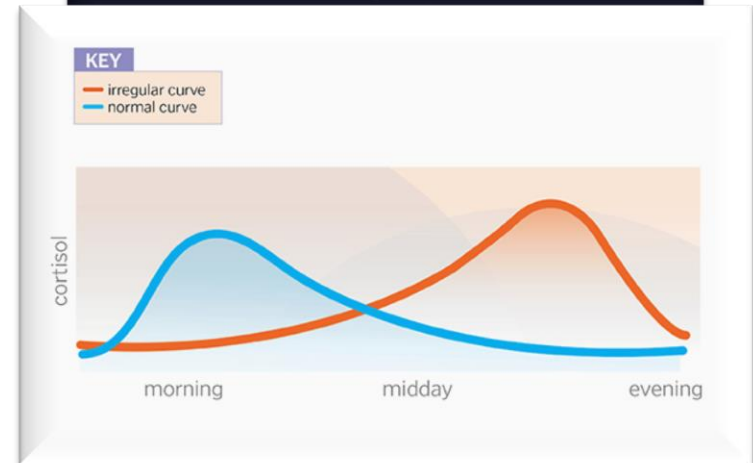 KEY
irregular curve
normal curve
cortisol
morning midday evening